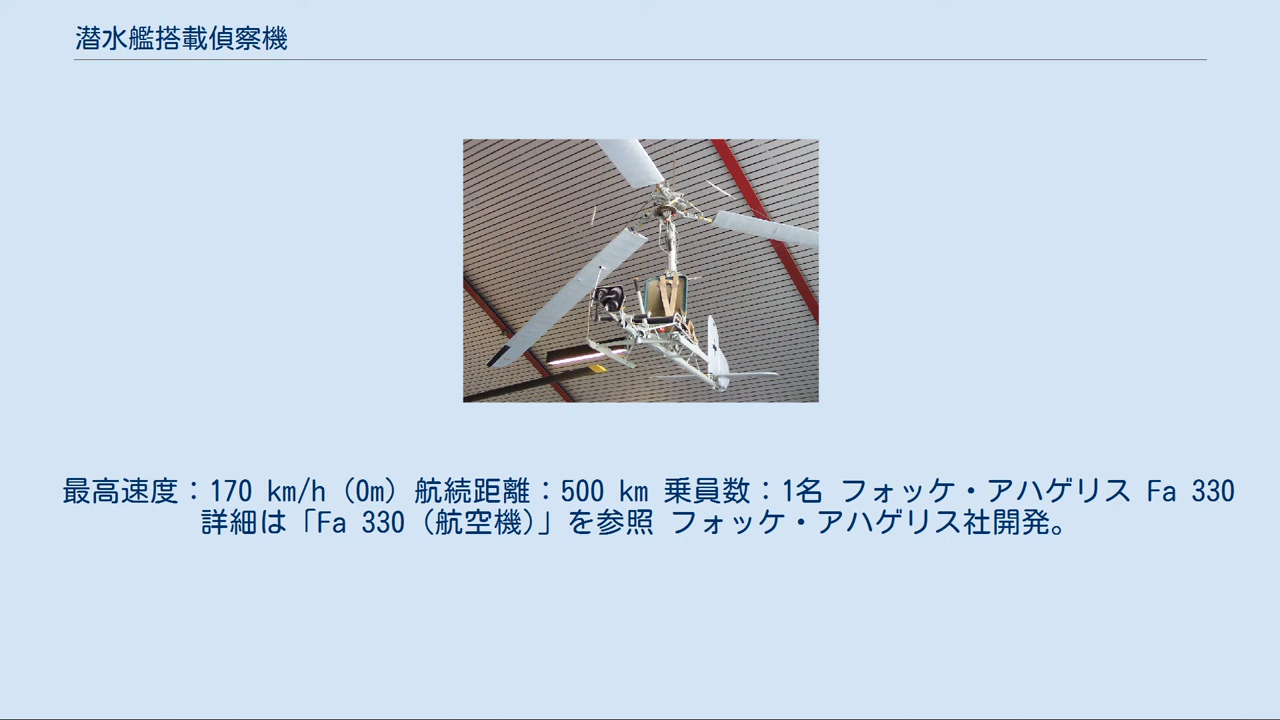 潜水艦搭載偵察機
最高速度：170 km/h（0m）航続距離：500 km 乗員数：1名 フォッケ・アハゲリス Fa 330
詳細は「Fa 330（航空機）」を参照 フォッケ・アハゲリス社開発。